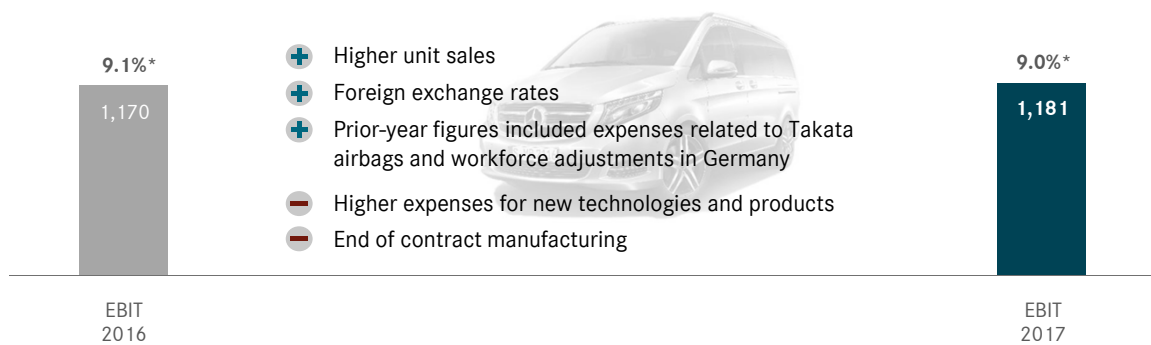 9.1%*
1,170
EBIT
2016
Higher unit sales
Foreign exchange rates
Prior-year figures included expenses related to Takata
airbags and workforce adjustments in Germany
Higher expenses for new technologies and products
End of contract manufacturing
9.0%*
1,181
EBIT
2017